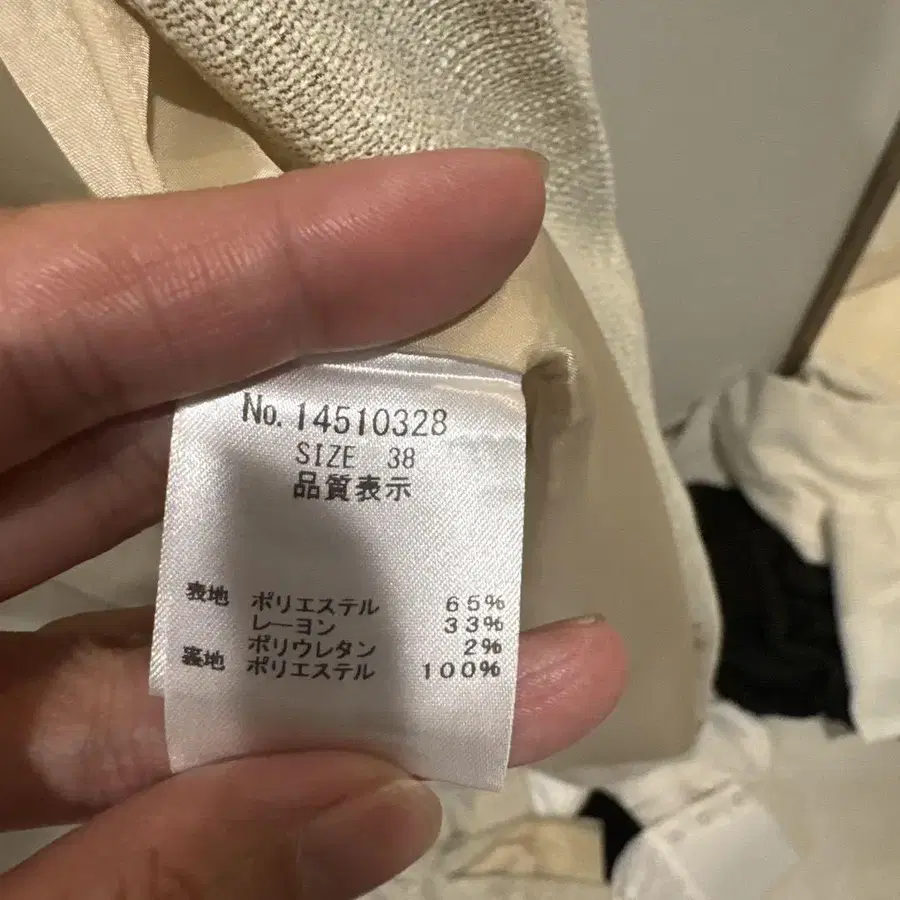 No. 14510328
SIZE 38
品質表示
表地 ポリエステル 65%
レーヨン 33%
ポリウレタン 2%
裏地 ポリエステル 100%